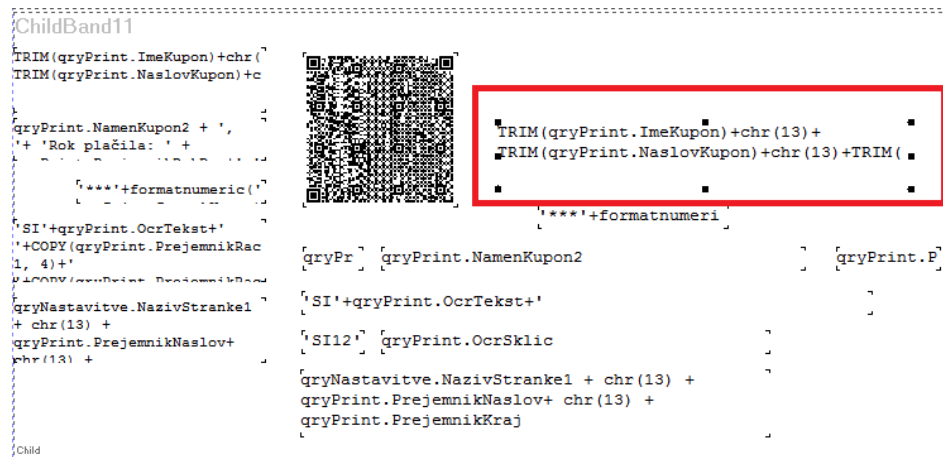 ChildBand11
TRIM(qryPrint.ImeKupon)+chr(
TRIM(qryPrint.NaslovKupon)+c
qryPrint.NamenKupon2 + ',
'+ 'Rok plačila: ' +
'***'+formatnumeric('
'SI'+qryPrint.OcrTekst+'
'+COPY(qryPrint.PrejemnikRac
1, 4)+'
qryNastavitve.NazivStranke1
+ chr(13) +
qryPrint.PrejemnikNaslov+
chr(13) +
TRIM(qryPrint.ImeKupon)+chr(13)+
TRIM(qryPrint.NaslovKupon)+chr(13)+TRIM(
'***'+formatnumeri
qryPr qryPrint.NamenKupon2 qryPrint.P
'SI'+qryPrint.OcrTekst+'
'SI12' qryPrint.OcrSklic
qryNastavitve.NazivStranke1 + chr(13) +
qryPrint.PrejemnikNaslov+ chr(13) +
qryPrint.PrejemnikKraj
Child